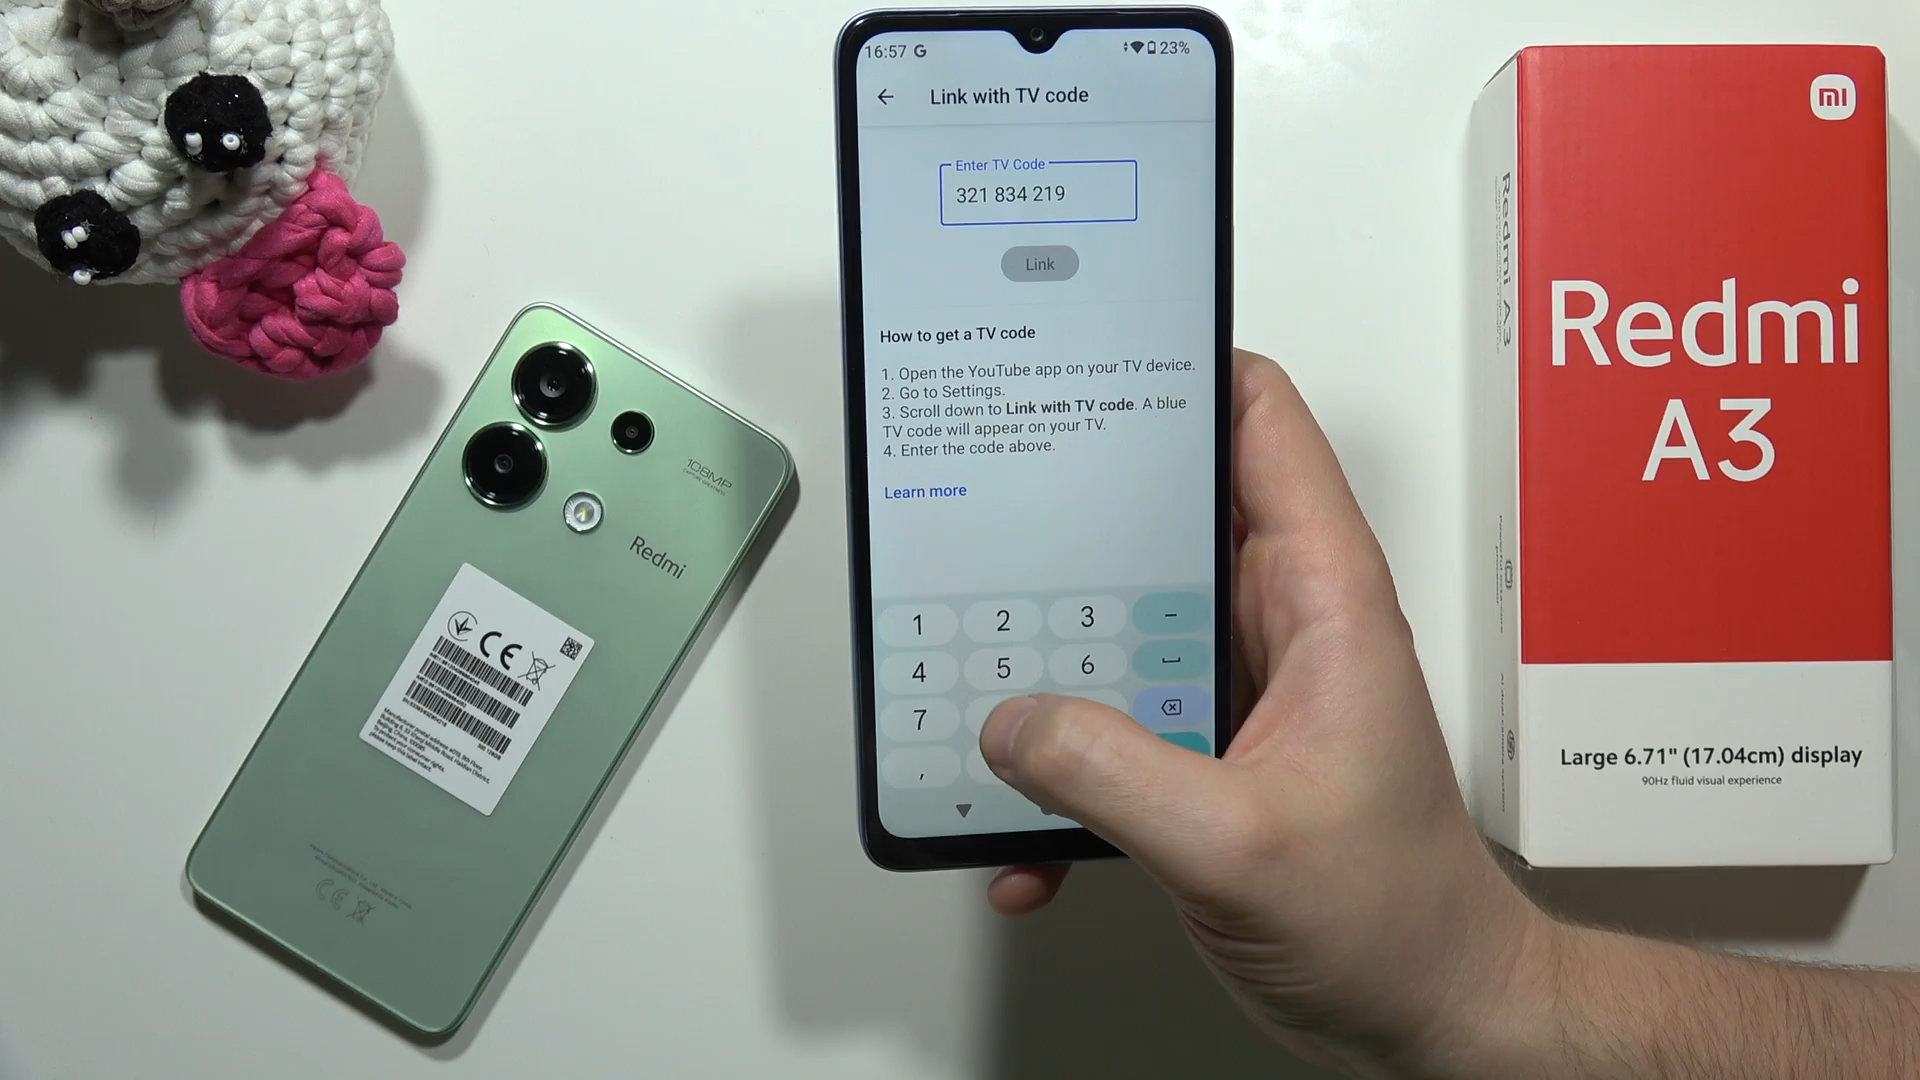 16:57 G
23%
Link with TV code
Enter TV Code
321 834 219
Link
How to get a TV code
1. Open the YouTube app on your TV device.
2. Go to Settings.
3. Scroll down to Link with TV code. A blue
TV code will appear on your TV.
4. Enter the code above.
Learn more
1 2 3 –
4 5 6
7
,
108MP
Redmi
CE
Redmi A3
mi
Redmi
A3
Large 6.71" (17.04cm) display
90Hz fluid visual experience